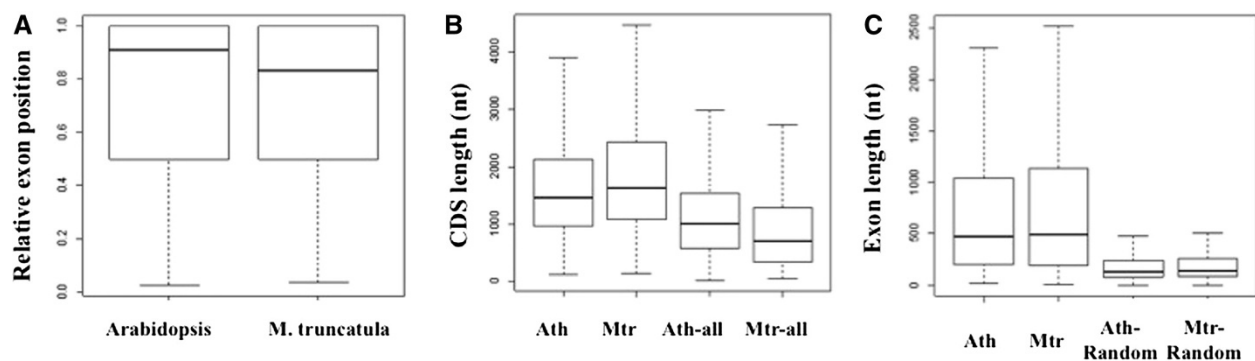 A
Relative exon position
1.0
0.8
0.6
0.4
0.2
0.0
Arabidopsis
M. truncatula
B
CDS length (nt)
4000
3000
2000
1000
0
Ath
Mtr
Ath-all
Mtr-all
C
Exon length (nt)
2500
2000
1500
1000
500
0
Ath
Mtr
Ath-
Random
Mtr-
Random